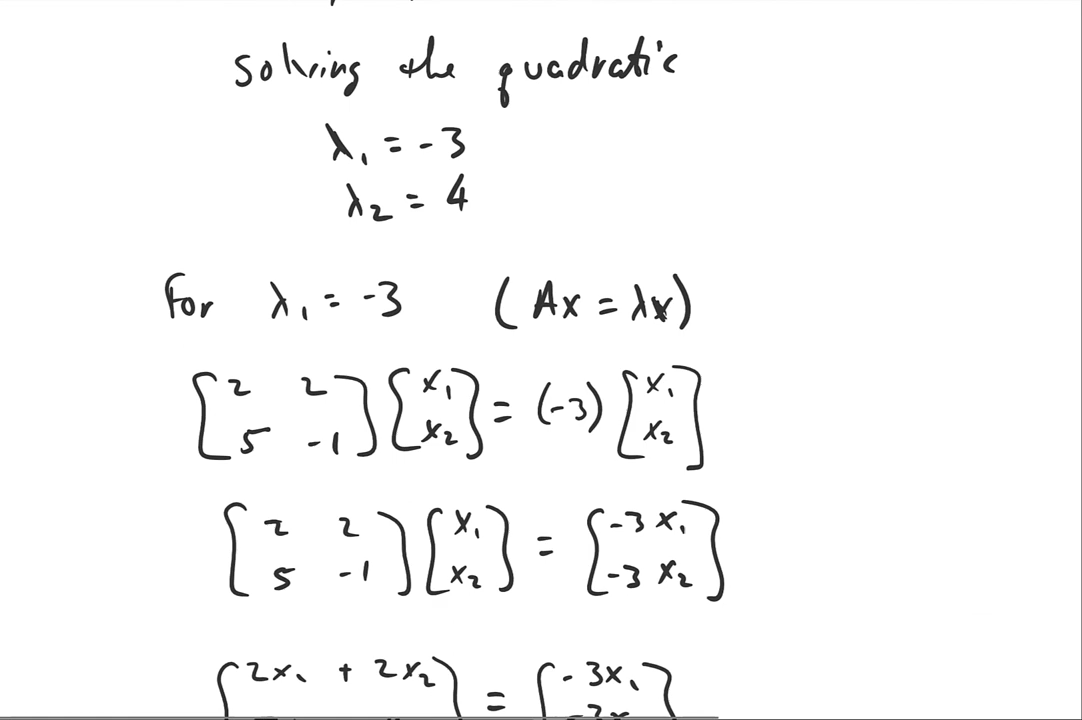 solving the quadratic
λ₁ = -3
λ₂ = 4
For λ₁ = -3 (Ax = λx)
[2 2; 5 -1] [x₁; x₂] = (-3) [x₁; x₂]
[2 2; 5 -1] [x₁; x₂] = [-3x₁; -3x₂]
[2x₁ + 2x₂ = [-3x₁